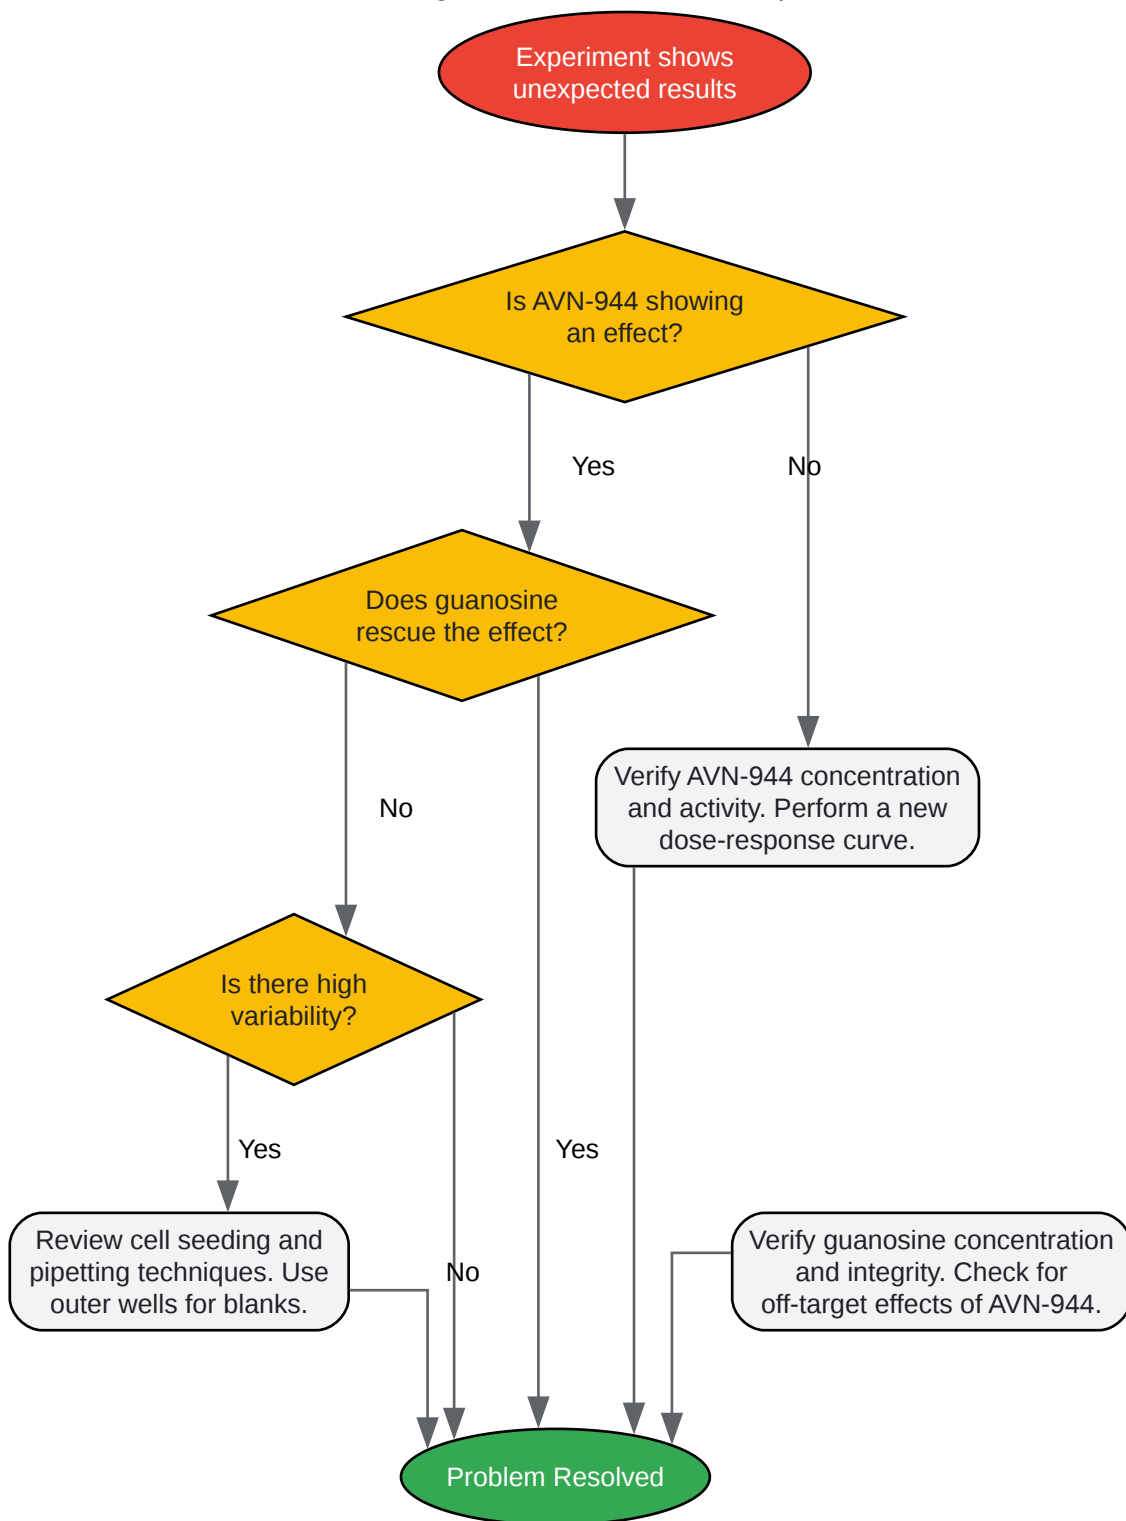 Experiment shows
unexpected results
Is AVN-944 showing
an effect?
Yes
No
Does guanosine
rescue the effect?
Verify AVN-944 concentration
and activity. Perform a new
dose-response curve.
No
Is there high
variability?
Yes
Yes
Review cell seeding and
pipetting techniques. Use
outer wells for blanks.
No
Verify guanosine concentration
and integrity. Check for
off-target effects of AVN-944.
Problem Resolved